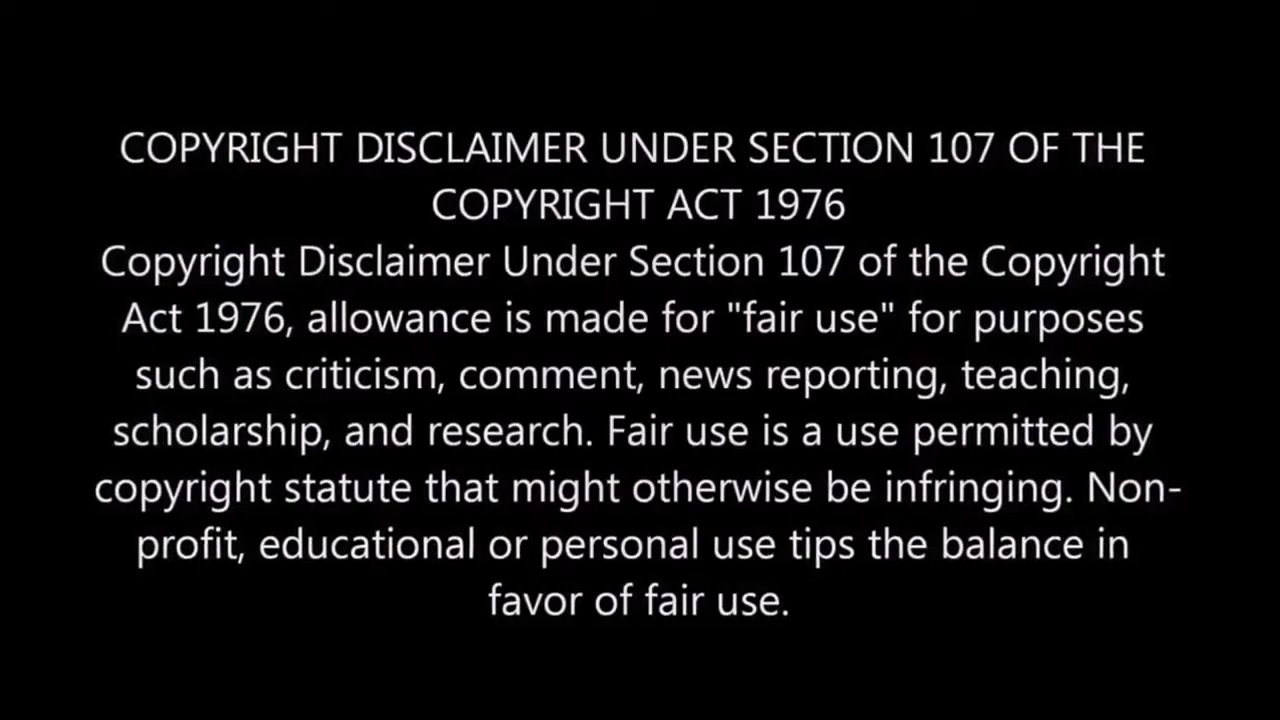 COPYRIGHT DISCLAIMER UNDER SECTION 107 OF THE
COPYRIGHT ACT 1976
Copyright Disclaimer Under Section 107 of the Copyright
Act 1976, allowance is made for "fair use" for purposes
such as criticism, comment, news reporting, teaching,
scholarship, and research. Fair use is a use permitted by
copyright statute that might otherwise be infringing. Non-
profit, educational or personal use tips the balance in
favor of fair use.